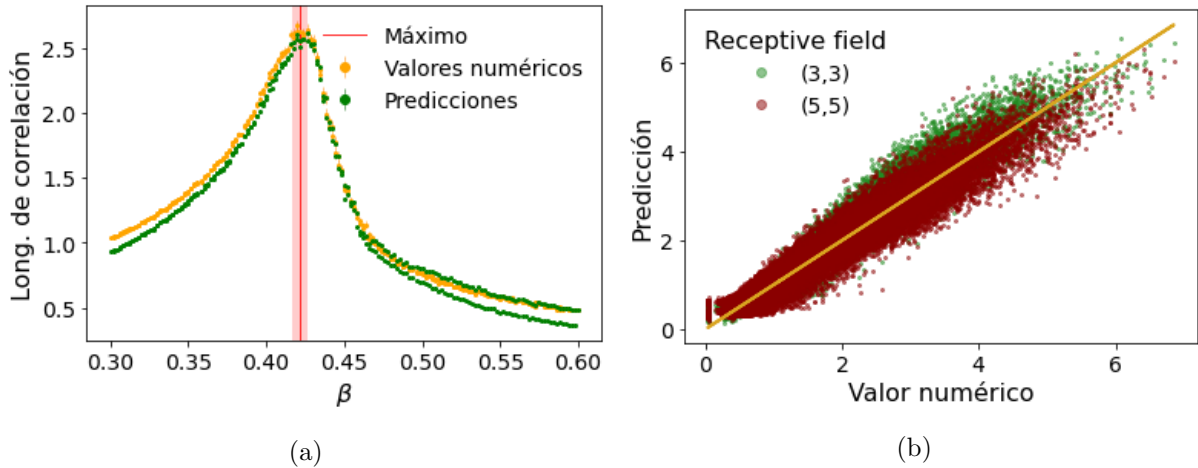 Long. de correlación
2.5
2.0
1.5
1.0
0.5
0.30
0.35
0.40
0.45
0.50
0.55
0.60
β
Máximo
Valores numéricos
Predicciones
(a)
Predicción
6
4
2
0
0
2
4
6
Valor numérico
Receptive field
(3,3)
(5,5)
(b)